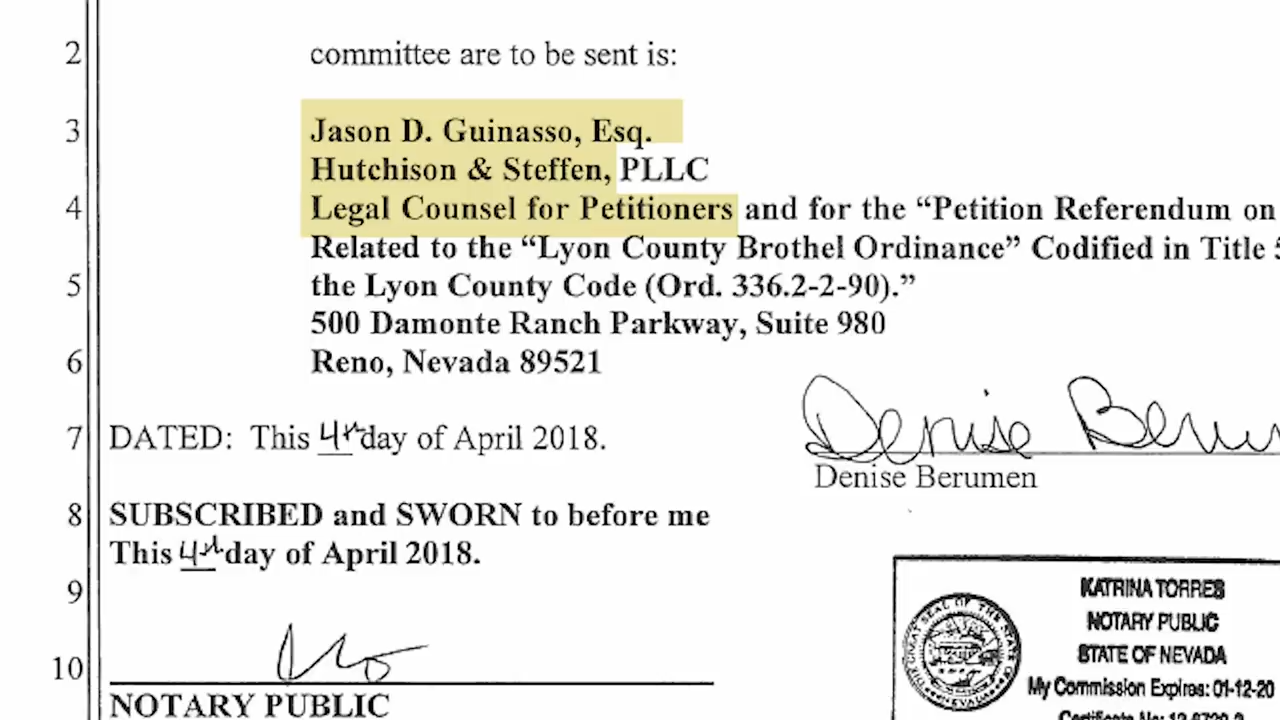 2 committee are to be sent is:
3 Jason D. Guinasso, Esq.
Hutchison & Steffen, PLLC
4 Legal Counsel for Petitioners and for the “Petition Referendum on
Related to the “Lyon County Brothel Ordinance” Codified in Title 5
5 the Lyon County Code (Ord. 336.2-2-90).”
500 Damonte Ranch Parkway, Suite 980
6 Reno, Nevada 89521
Denise Berum
7 DATED: This 4th day of April 2018.
Denise Berumen
8 SUBSCRIBED and SWORN to before me
This 4th day of April 2018.
9
10
NOTARY PUBLIC
KATRINA TORRES
NOTARY PUBLIC
STATE OF NEVADA
My Commission Expires: 01-12-20